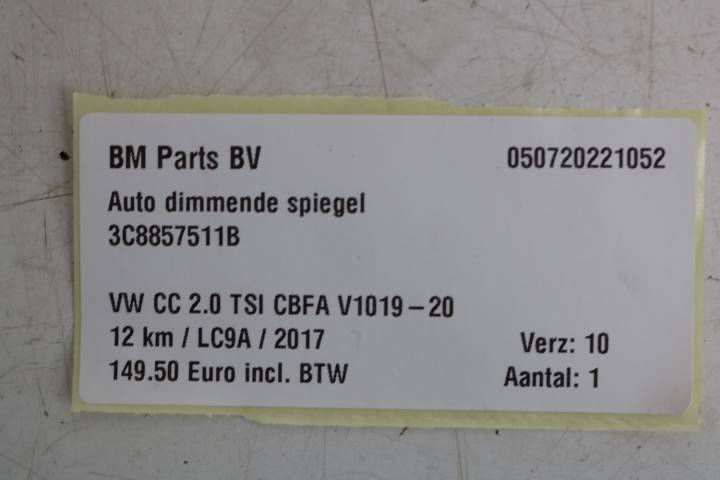 BM Parts BV 050720221052
Auto dimmende spiegel
3C8857511B
VW CC 2.0 TSI CBFA V1019-20
12 km / LC9A / 2017 Verz: 10
149.50 Euro incl. BTW Aantal: 1